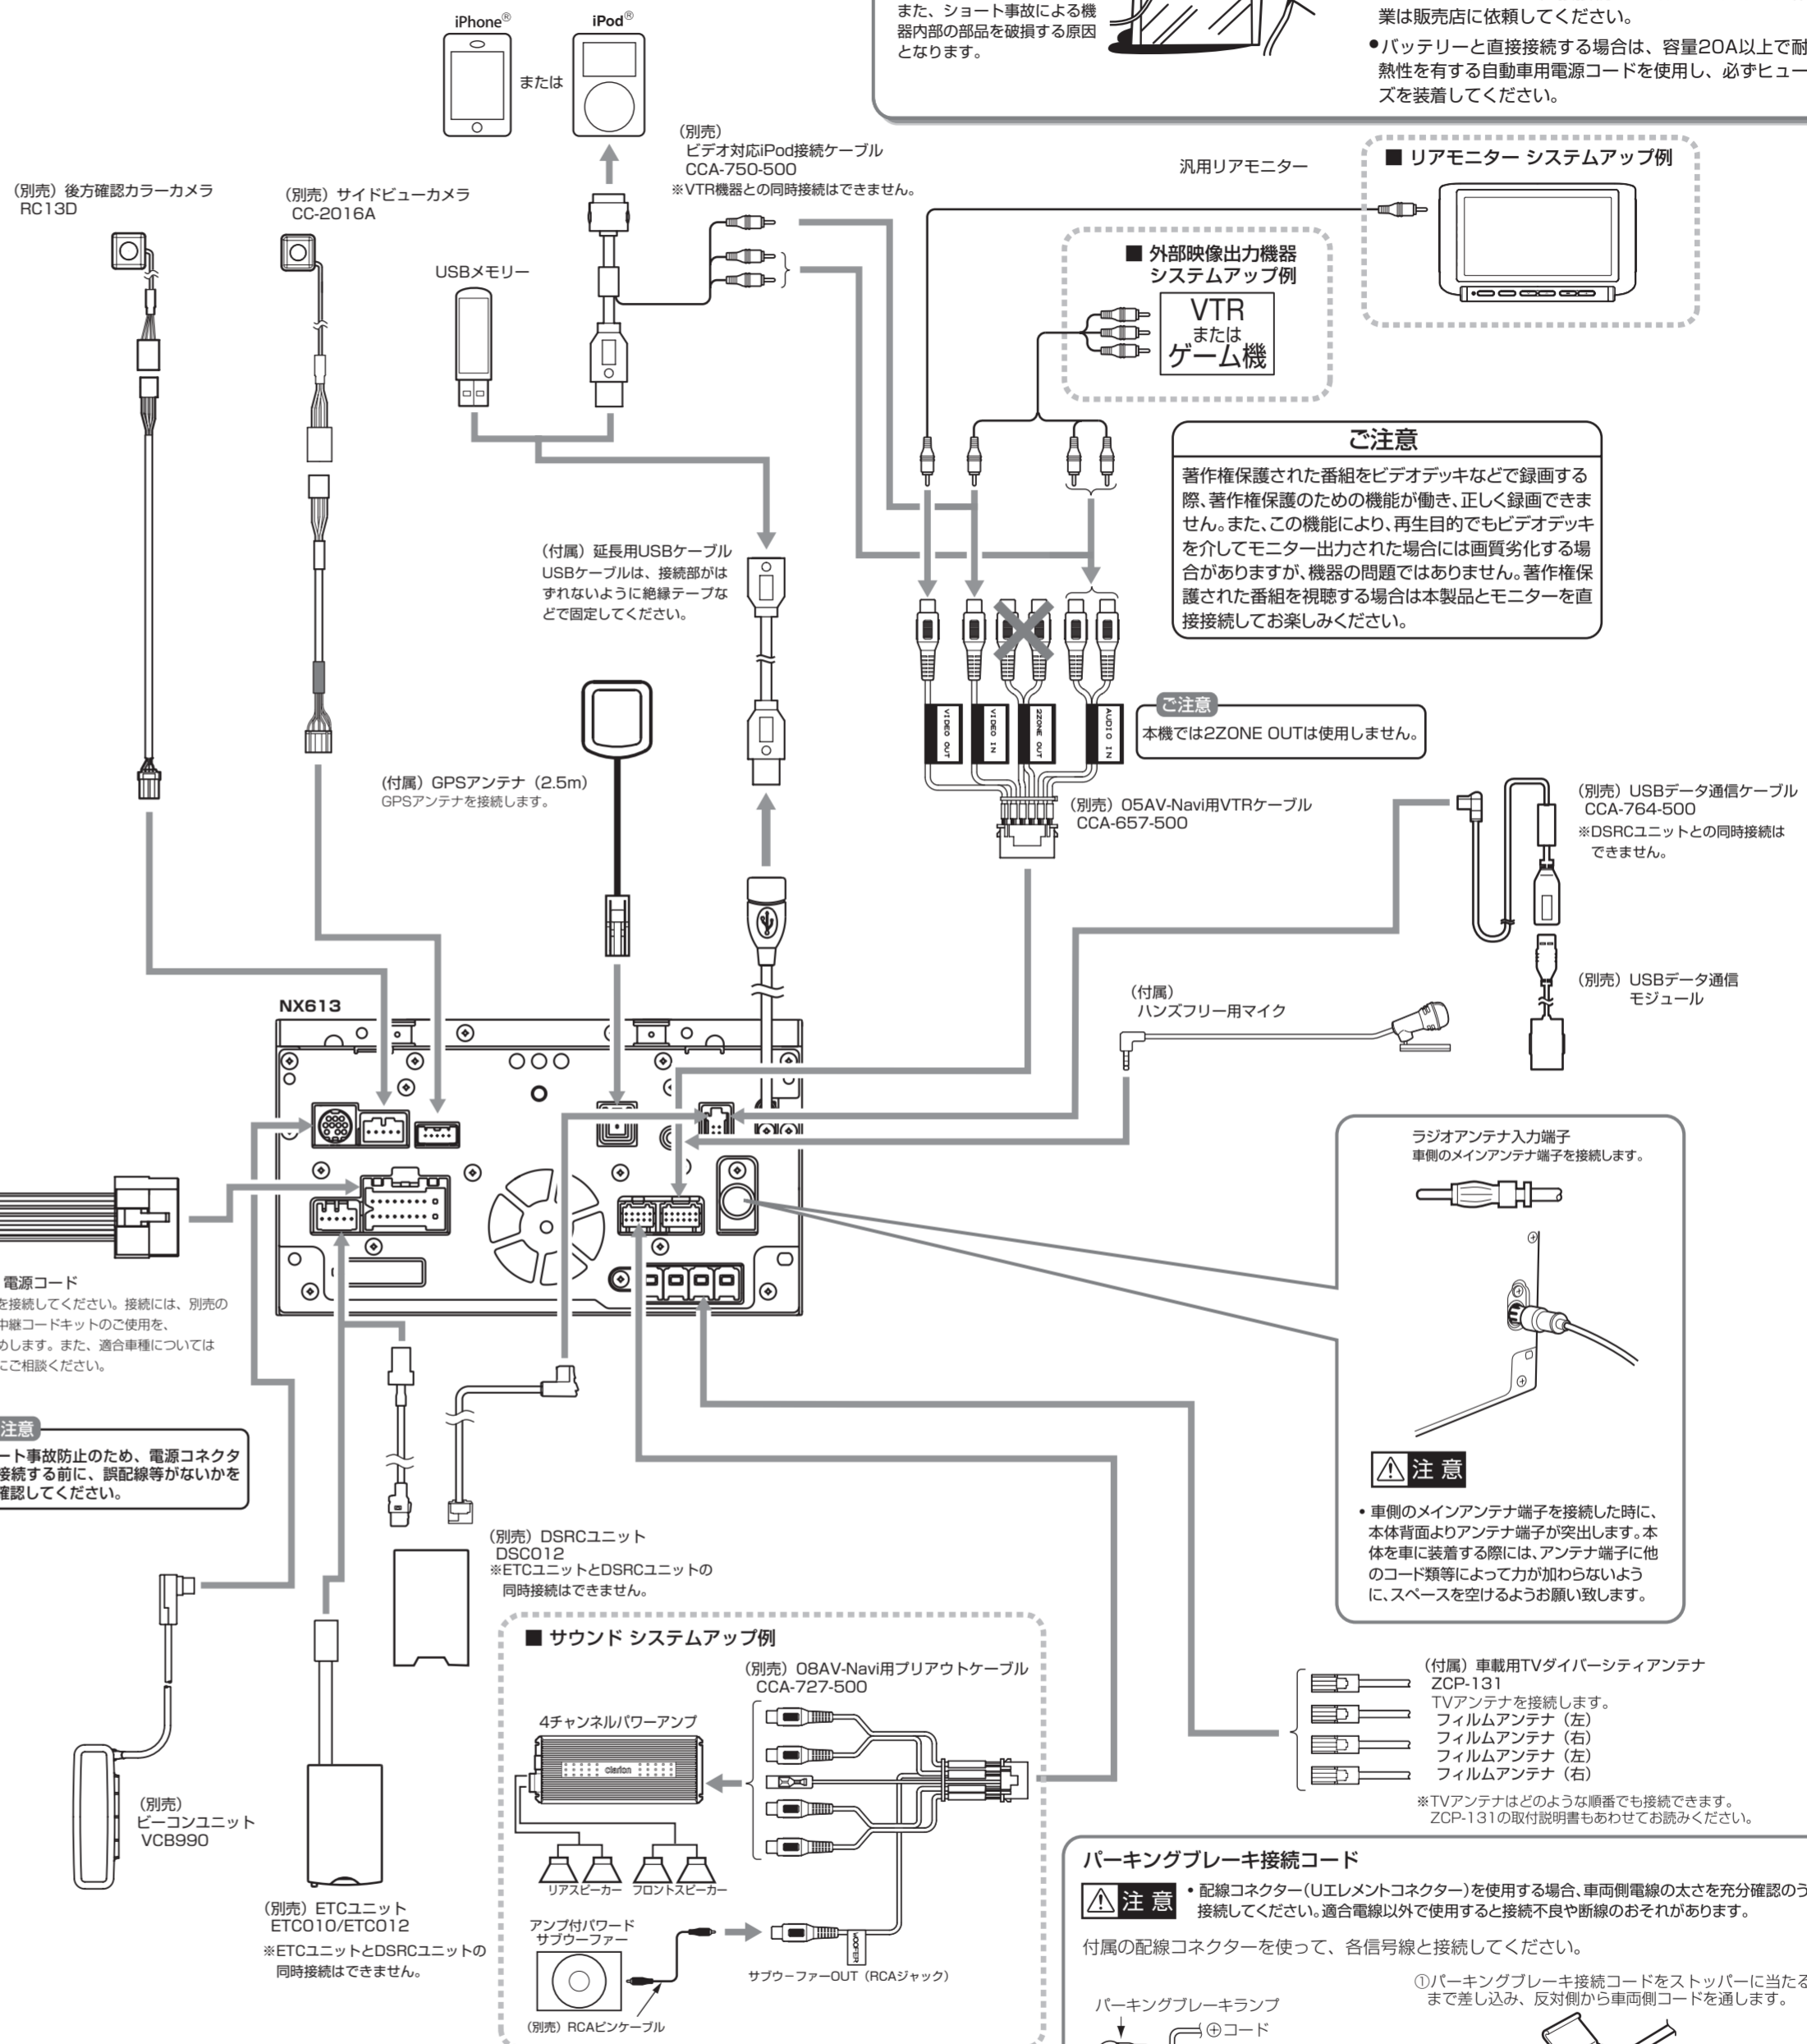 また、ショート事故による機
器内部の部品を破損する原因
となります。
業は販売店に依頼してください。
●バッテリーと直接接続する場合は、容量20A以上で耐
熱性を有する自動車用電源コードを使用し、必ずヒュー
ズを装着してください。
iPhone®
または
iPod®
(別売)
ビデオ対応iPod接続ケーブル
CCA-750-500
※VTR機器との同時接続はできません。
(別売) 後方確認カラーカメラ
RC13D
(別売) サイドビューカメラ
CC-2016A
USBメモリー
汎用リアモニター
■ リアモニター システムアップ例
■ 外部映像出力機器
システムアップ例
VTR
または
ゲーム機
ご注意
著作権保護された番組をビデオデッキなどで録画する
際、著作権保護のための機能が働き、正しく録画できま
せん。また、この機能により、再生目的でもビデオデッキ
を介してモニター出力された場合には画質劣化する場
合がありますが、機器の問題ではありません。著作権保
護された番組を視聴する場合は本製品とモニターを直
接接続してお楽しみください。
(付属) 延長用USBケーブル
USBケーブルは、接続部がは
ずれないように絶縁テープな
どで固定してください。
VIDEO OUT
VIDEO IN
2ZONE OUT
AUDIO IN
ご注意
本機では2ZONE OUTは使用しません。
(付属) GPSアンテナ (2.5m)
GPSアンテナを接続します。
(別売) 05AV-Navi用VTRケーブル
CCA-657-500
(別売) USBデータ通信ケーブル
CCA-764-500
※DSRCユニットとの同時接続は
できません。
(別売) USBデータ通信
モジュール
(付属)
ハンズフリー用マイク
NX613
ラジオアンテナ入力端子
車側のメインアンテナ端子を接続します。
注 意
• 車側のメインアンテナ端子を接続した時に、
本体背面よりアンテナ端子が突出します。本
体を車に装着する際には、アンテナ端子に他
のコード類等によって力が加わらないよう
に、スペースを空けるようお願い致します。
電源コード
を接続してください。接続には、別売の
中継コードキットのご使用を、
めします。また、適合車種については
にご相談ください。
注意
ート事故防止のため、電源コネクタ
接続する前に、誤配線等がないかを
確認してください。
(別売) DSRCユニット
DSC012
※ETCユニットとDSRCユニットの
同時接続はできません。
(別売)
ビーコンユニット
VCB990
(別売) ETCユニット
ETC010/ETC012
※ETCユニットとDSRCユニットの
同時接続はできません。
■ サウンド システムアップ例
(別売) 08AV-Navi用プリアウトケーブル
CCA-727-500
4チャンネルパワーアンプ
clarion
リアスピーカー フロントスピーカー
アンプ付パワード
サブウーファー
WOOFER
サブウーファーOUT (RCAジャック)
(別売) RCAピンケーブル
(付属) 車載用TVダイバーシティアンテナ
ZCP-131
TVアンテナを接続します。
フィルムアンテナ (左)
フィルムアンテナ (右)
フィルムアンテナ (左)
フィルムアンテナ (右)
※TVアンテナはどのような順番でも接続できます。
ZCP-131の取付説明書もあわせてお読みください。
パーキングブレーキ接続コード
注 意
• 配線コネクター(Uエレメントコネクター)を使用する場合、車両側電線の太さを充分確認のう
接続してください。適合電線以外で使用すると接続不良や断線のおそれがあります。
付属の配線コネクターを使って、各信号線と接続してください。
①パーキングブレーキ接続コードをストッパーに当たる
まで差し込み、反対側から車両側コードを通します。
パーキングブレーキランプ
⊕コード